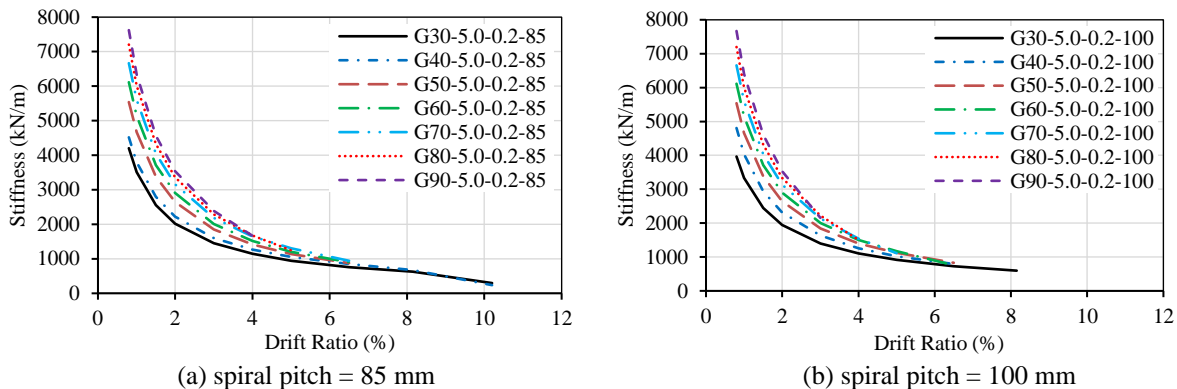 8000
7000
6000
5000
4000
3000
2000
1000
0
Stiffness (kN/m)
0 2 4 6 8 10 12
Drift Ratio (%)
G30-5.0-0.2-85
G40-5.0-0.2-85
G50-5.0-0.2-85
G60-5.0-0.2-85
G70-5.0-0.2-85
G80-5.0-0.2-85
G90-5.0-0.2-85
(a) spiral pitch = 85 mm
8000
7000
6000
5000
4000
3000
2000
1000
0
Stiffness (kN/m)
0 2 4 6 8 10 12
Drift Ratio (%)
G30-5.0-0.2-100
G40-5.0-0.2-100
G50-5.0-0.2-100
G60-5.0-0.2-100
G70-5.0-0.2-100
G80-5.0-0.2-100
G90-5.0-0.2-100
(b) spiral pitch = 100 mm